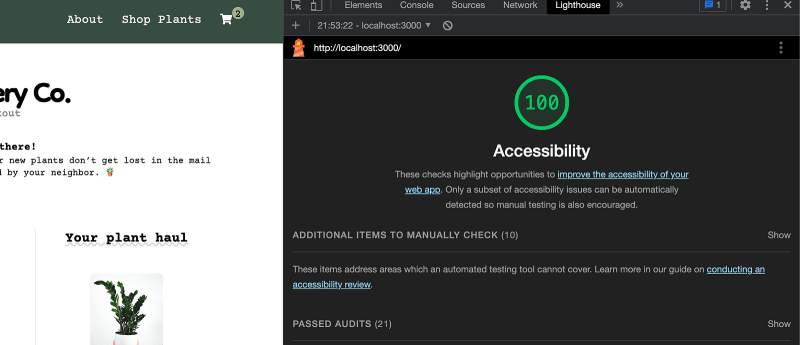 About Shop Plants 2
ery Co.
kout
there!
r new plants don't get lost in the mail
d by your neighbor.
Your plant haul
Elements Console Sources Network Lighthouse » 1
+ 21:53:22 - localhost:3000 ▼
http://localhost:3000/
100
Accessibility
These checks highlight opportunities to improve the accessibility of your
web app. Only a subset of accessibility issues can be automatically
detected so manual testing is also encouraged.
ADDITIONAL ITEMS TO MANUALLY CHECK (10) Show
These items address areas which an automated testing tool cannot cover. Learn more in our guide on conducting an
accessibility review.
PASSED AUDITS (21) Show